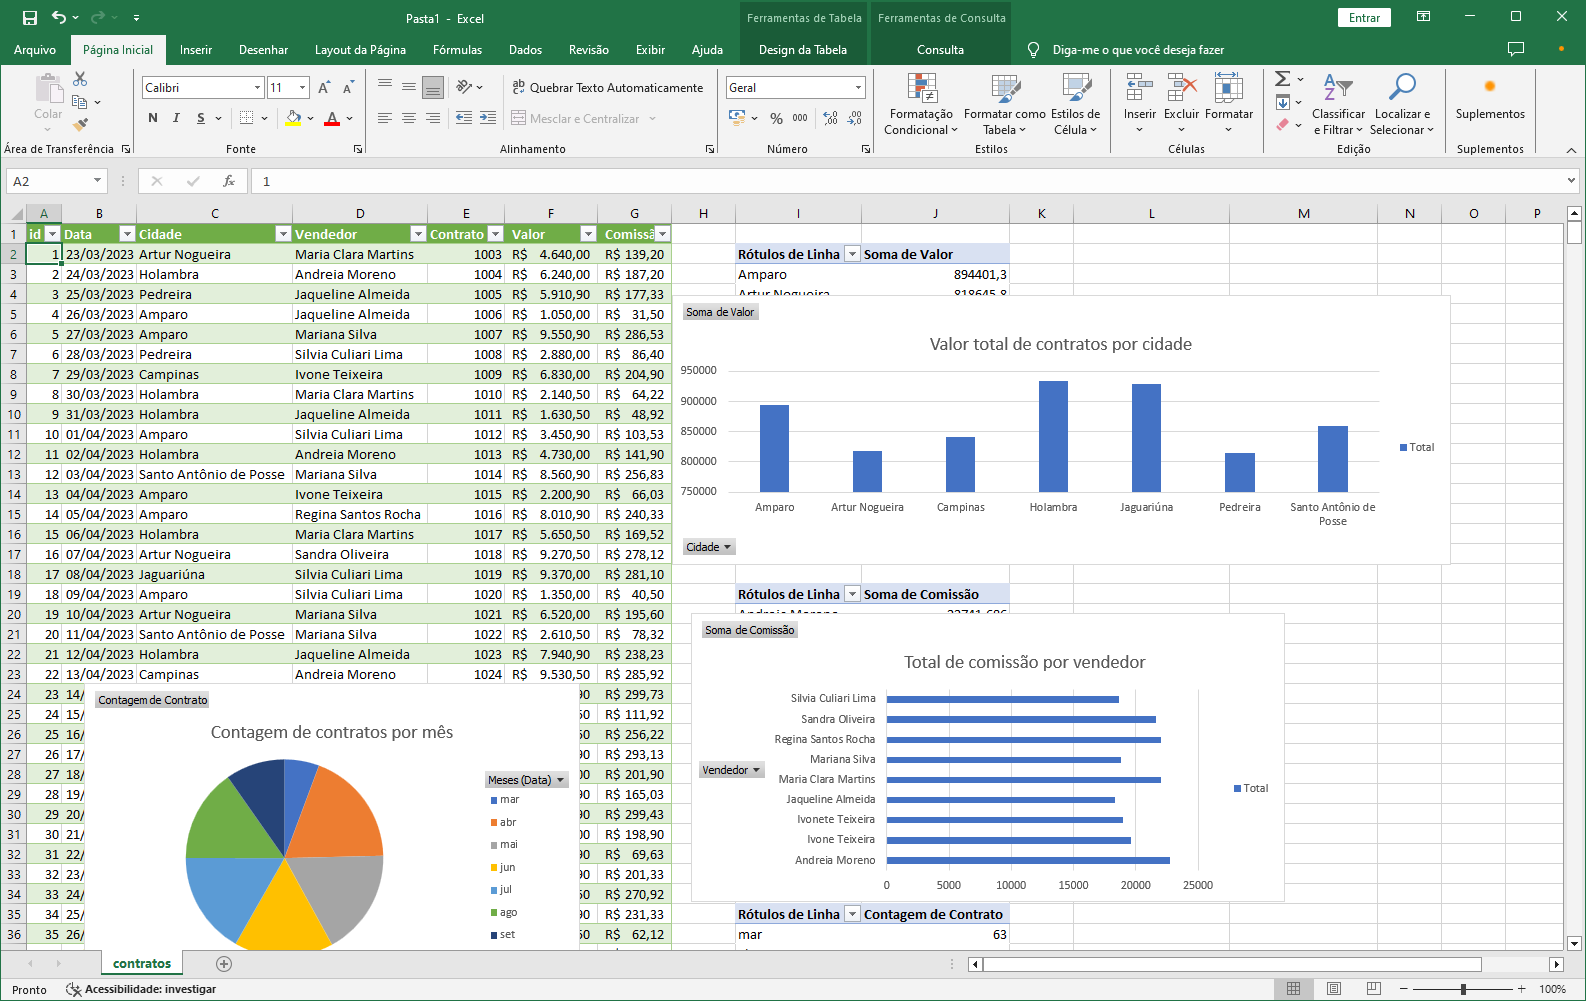 Pasta1 - Excel
Ferramentas de Tabela
Ferramentas de Consulta
Entrar
Arquivo
Página Inicial
Inserir
Desenhar
Layout da Página
Fórmulas
Dados
Revisão
Exibir
Ajuda
Design da Tabela
Consulta
Diga-me o que você deseja fazer
Colar
Calibri
11
N I S
Quebrar Texto Automaticamente
Mesclar e Centralizar
Geral
% 000
Formatação Condicional
Formatar como Tabela
Estilos de Célula
Inserir
Excluir
Formatar
Classificar e Filtrar
Localizar e Selecionar
Suplementos
Área de Transferência
Fonte
Alinhamento
Número
Estilos
Células
Edição
Suplementos
A2
fx
1
A B C D E F G H I J K L M N O P
1 id Data Cidade Vendedor Contrato Valor Comissã
2 1 23/03/2023 Artur Nogueira Maria Clara Martins 1003 R$ 4.640,00 R$ 139,20
3 2 24/03/2023 Holambra Andreia Moreno 1004 R$ 6.240,00 R$ 187,20
4 3 25/03/2023 Pedreira Jaqueline Almeida 1005 R$ 5.910,90 R$ 177,33
5 4 26/03/2023 Amparo Jaqueline Almeida 1006 R$ 1.050,00 R$ 31,50
6 5 27/03/2023 Amparo Mariana Silva 1007 R$ 9.550,90 R$ 286,53
7 6 28/03/2023 Pedreira Silvia Culiari Lima 1008 R$ 2.880,00 R$ 86,40
8 7 29/03/2023 Campinas Ivone Teixeira 1009 R$ 6.830,00 R$ 204,90
9 8 30/03/2023 Holambra Maria Clara Martins 1010 R$ 2.140,50 R$ 64,22
10 9 31/03/2023 Holambra Jaqueline Almeida 1011 R$ 1.630,50 R$ 48,92
11 10 01/04/2023 Amparo Silvia Culiari Lima 1012 R$ 3.450,90 R$ 103,53
12 11 02/04/2023 Holambra Andreia Moreno 1013 R$ 4.730,00 R$ 141,90
13 12 03/04/2023 Santo Antônio de Posse Mariana Silva 1014 R$ 8.560,90 R$ 256,83
14 13 04/04/2023 Amparo Ivone Teixeira 1015 R$ 2.200,90 R$ 66,03
15 14 05/04/2023 Amparo Regina Santos Rocha 1016 R$ 8.010,90 R$ 240,33
16 15 06/04/2023 Holambra Maria Clara Martins 1017 R$ 5.650,50 R$ 169,52
17 16 07/04/2023 Artur Nogueira Sandra Oliveira 1018 R$ 9.270,50 R$ 278,12
18 17 08/04/2023 Jaguariúna Silvia Culiari Lima 1019 R$ 9.370,00 R$ 281,10
19 18 09/04/2023 Amparo Silvia Culiari Lima 1020 R$ 1.350,00 R$ 40,50
20 19 10/04/2023 Artur Nogueira Mariana Silva 1021 R$ 6.520,00 R$ 195,60
21 20 11/04/2023 Santo Antônio de Posse Mariana Silva 1022 R$ 2.610,50 R$ 78,32
22 21 12/04/2023 Holambra Jaqueline Almeida 1023 R$ 7.940,90 R$ 238,23
23 22 13/04/2023 Campinas Andreia Moreno 1024 R$ 9.530,50 R$ 285,92
24 23 14/ 90 R$ 299,73
25 24 15/ 50 R$ 111,92
26 25 16/ 50 R$ 256,22
27 26 17/ 90 R$ 293,13
28 27 18/ 00 R$ 201,90
29 28 19/ 90 R$ 165,03
30 29 20/ 90 R$ 299,43
31 30 21/ 00 R$ 198,90
32 31 22/ 90 R$ 69,63
33 32 23/ 90 R$ 201,33
34 33 24/ 50 R$ 270,92
35 34 25/ 90 R$ 231,33
36 35 26/ 50 R$ 62,12
Rótulos de Linha Soma de Valor
Amparo 894401,3
Artur Nogueira 818645,8
Soma de Valor
Valor total de contratos por cidade
950000
900000
850000
800000
750000
Amparo
Artur Nogueira
Campinas
Holambra
Jaguariúna
Pedreira
Santo Antônio de Posse
Total
Cidade
Rótulos de Linha Soma de Comissão
Andreia Moreno 22741,686
Soma de Comissão
Total de comissão por vendedor
Silvia Culiari Lima
Sandra Oliveira
Regina Santos Rocha
Mariana Silva
Maria Clara Martins
Jaqueline Almeida
Ivonete Teixeira
Ivone Teixeira
Andreia Moreno
Vendedor
Total
0 5000 10000 15000 20000 25000
Rótulos de Linha Contagem de Contrato
mar 63
Contagem de Contrato
Contagem de contratos por mês
Meses (Data)
mar
abr
mai
jun
jul
ago
set
contratos
Pronto
Acessibilidade: investigar
100%